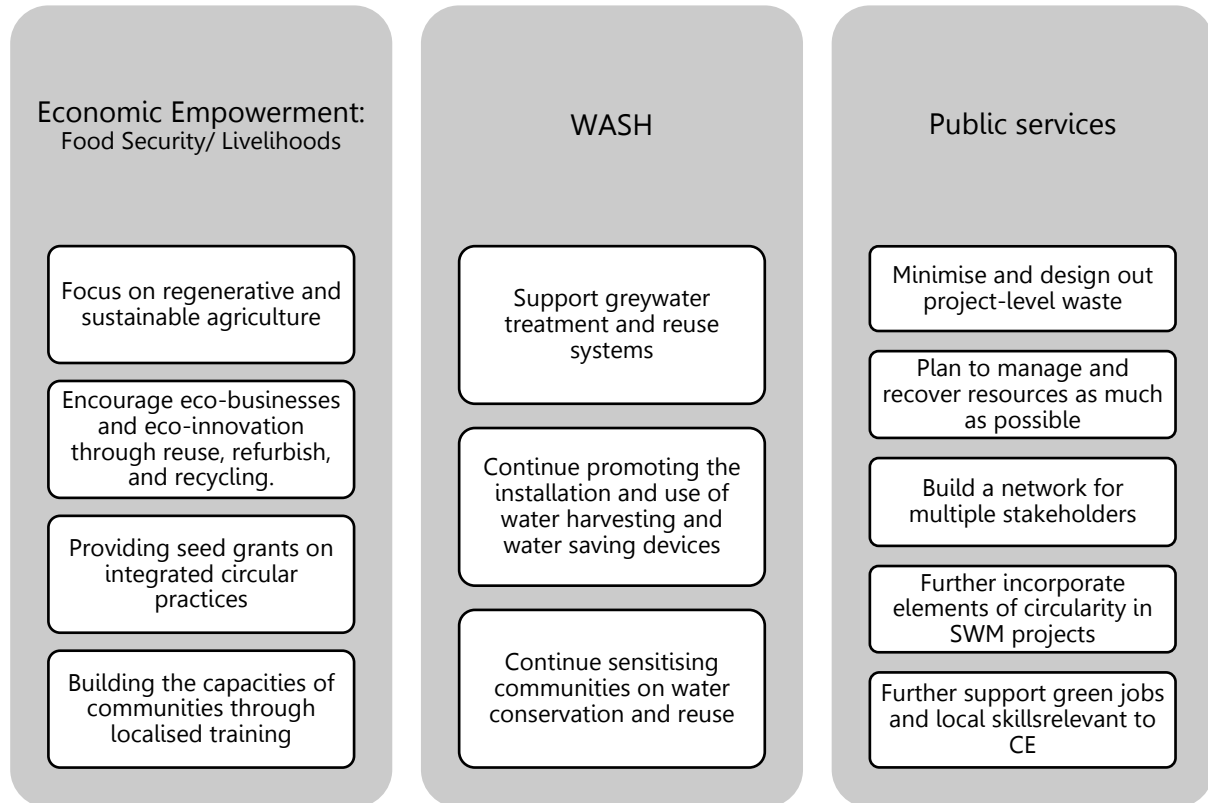 Economic Empowerment:
Food Security/ Livelihoods
Focus on regenerative and
sustainable agriculture
Encourage eco-businesses
and eco-innovation
through reuse, refurbish,
and recycling.
Providing seed grants on
integrated circular
practices
Building the capacities of
communities through
localised training
WASH
Support greywater
treatment and reuse
systems
Continue promoting the
installation and use of
water harvesting and
water saving devices
Continue sensitising
communities on water
conservation and reuse
Public services
Minimise and design out
project-level waste
Plan to manage and
recover resources as much
as possible
Build a network for
multiple stakeholders
Further incorporate
elements of circularity in
SWM projects
Further support green jobs
and local skillsrelevant to
CE